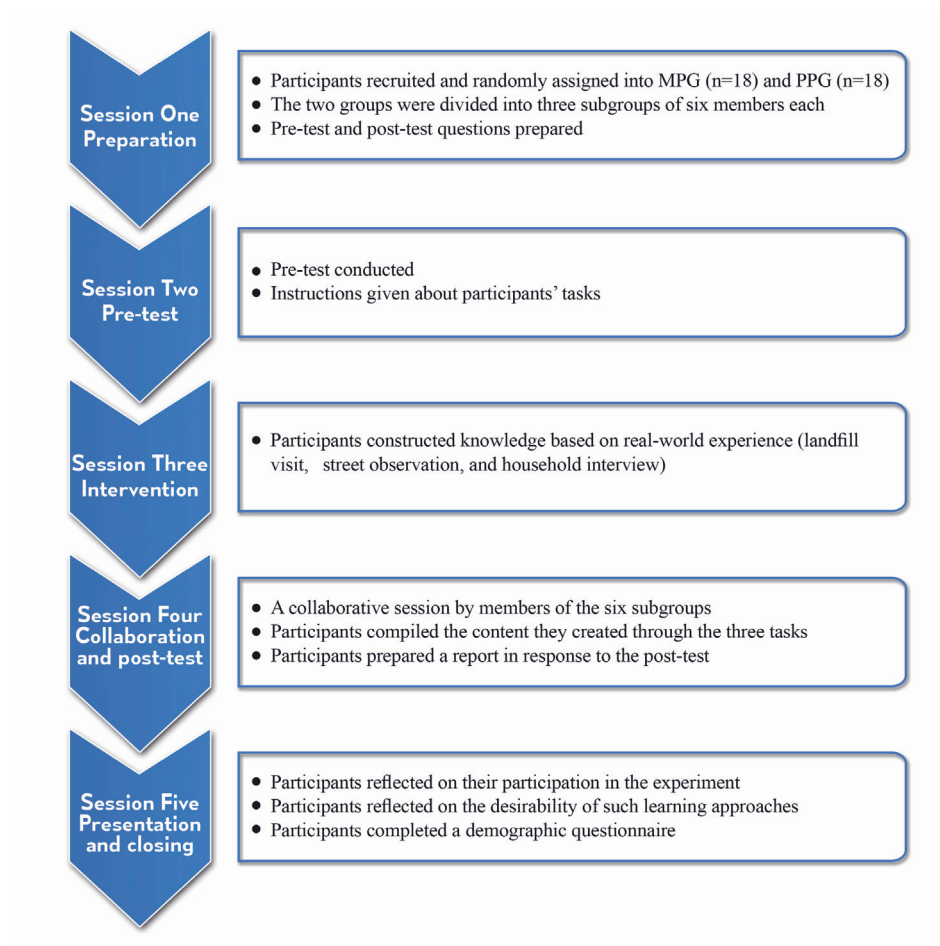 Session One
Preparation
● Participants recruited and randomly assigned into MPG (n=18) and PPG (n=18)
● The two groups were divided into three subgroups of six members each
● Pre-test and post-test questions prepared
Session Two
Pre-test
● Pre-test conducted
● Instructions given about participants’ tasks
Session Three
Intervention
● Participants constructed knowledge based on real-world experience (landfill
visit, street observation, and household interview)
Session Four
Collaboration
and post-test
● A collaborative session by members of the six subgroups
● Participants compiled the content they created through the three tasks
● Participants prepared a report in response to the post-test
Session Five
Presentation
and closing
● Participants reflected on their participation in the experiment
● Participants reflected on the desirability of such learning approaches
● Participants completed a demographic questionnaire